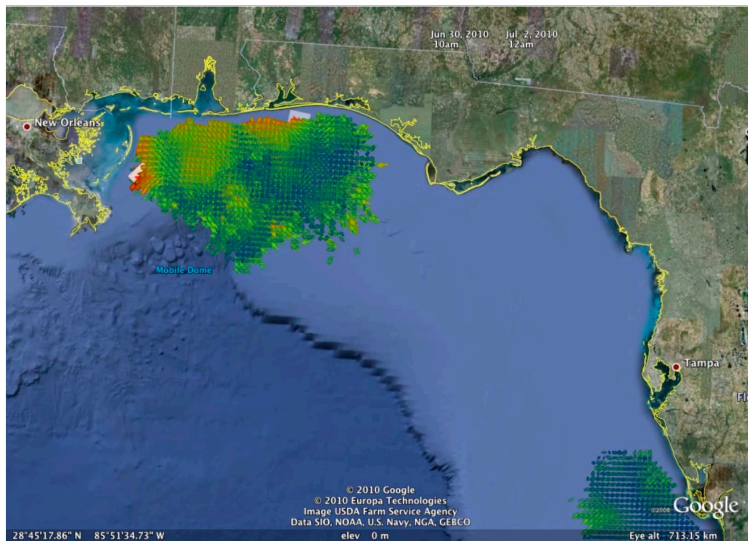 Jun 30, 2010 Jul 2, 2010
10am 12am
New Orleans
Mobile Dome
Tampa
© 2010 Google
© 2010 Europa Technologies
Image USDA Farm Service Agency
Data SIO, NOAA, U.S. Navy, NGA, GEBCO
©2008 Google
28°45'17.86" N 85°51'34.73" W elev 0 m Eye alt 713.15 km